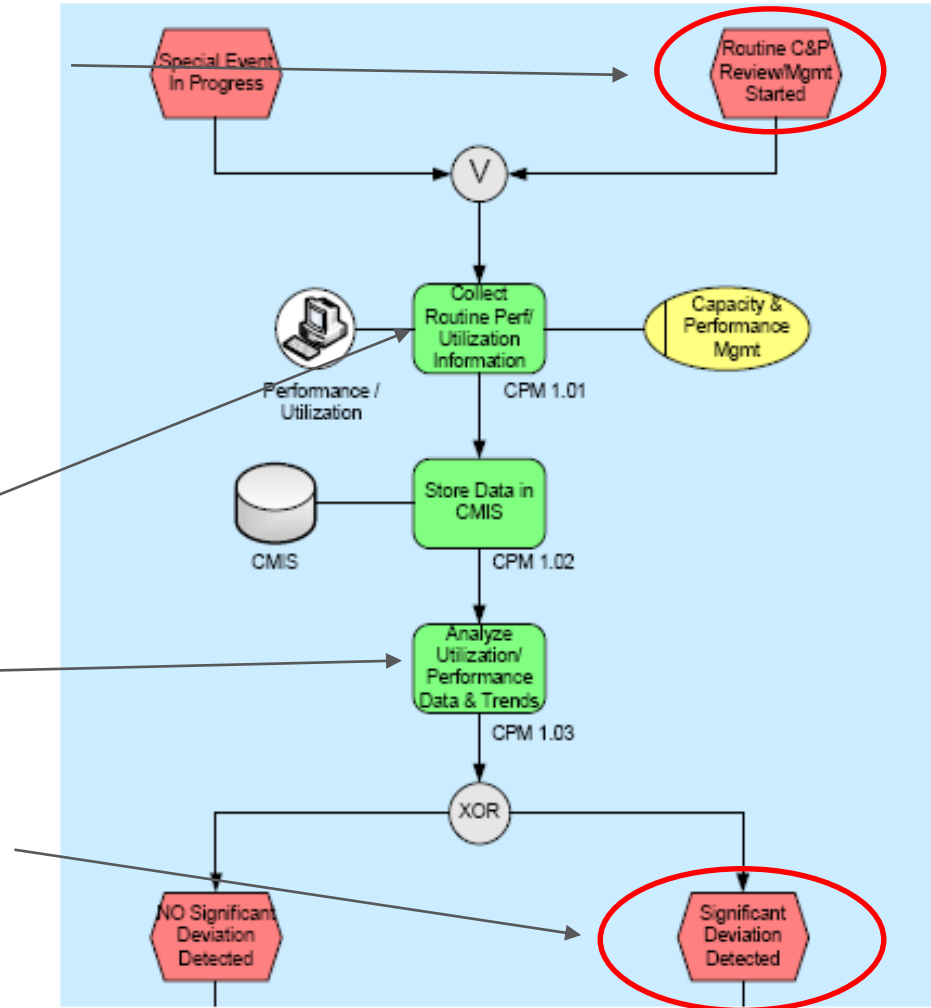 Special Event
In Progress
Routine C&P
Review/Mgmt
Started
V
Collect
Routine Perf/
Utilization
Information
Capacity &
Performance
Mgmt
Performance /
Utilization
CPM 1.01
Store Data in
CMIS
CMIS
CPM 1.02
Analyze
Utilization/
Performance
Data & Trends
CPM 1.03
XOR
NO Significant
Deviation
Detected
Significant
Deviation
Detected